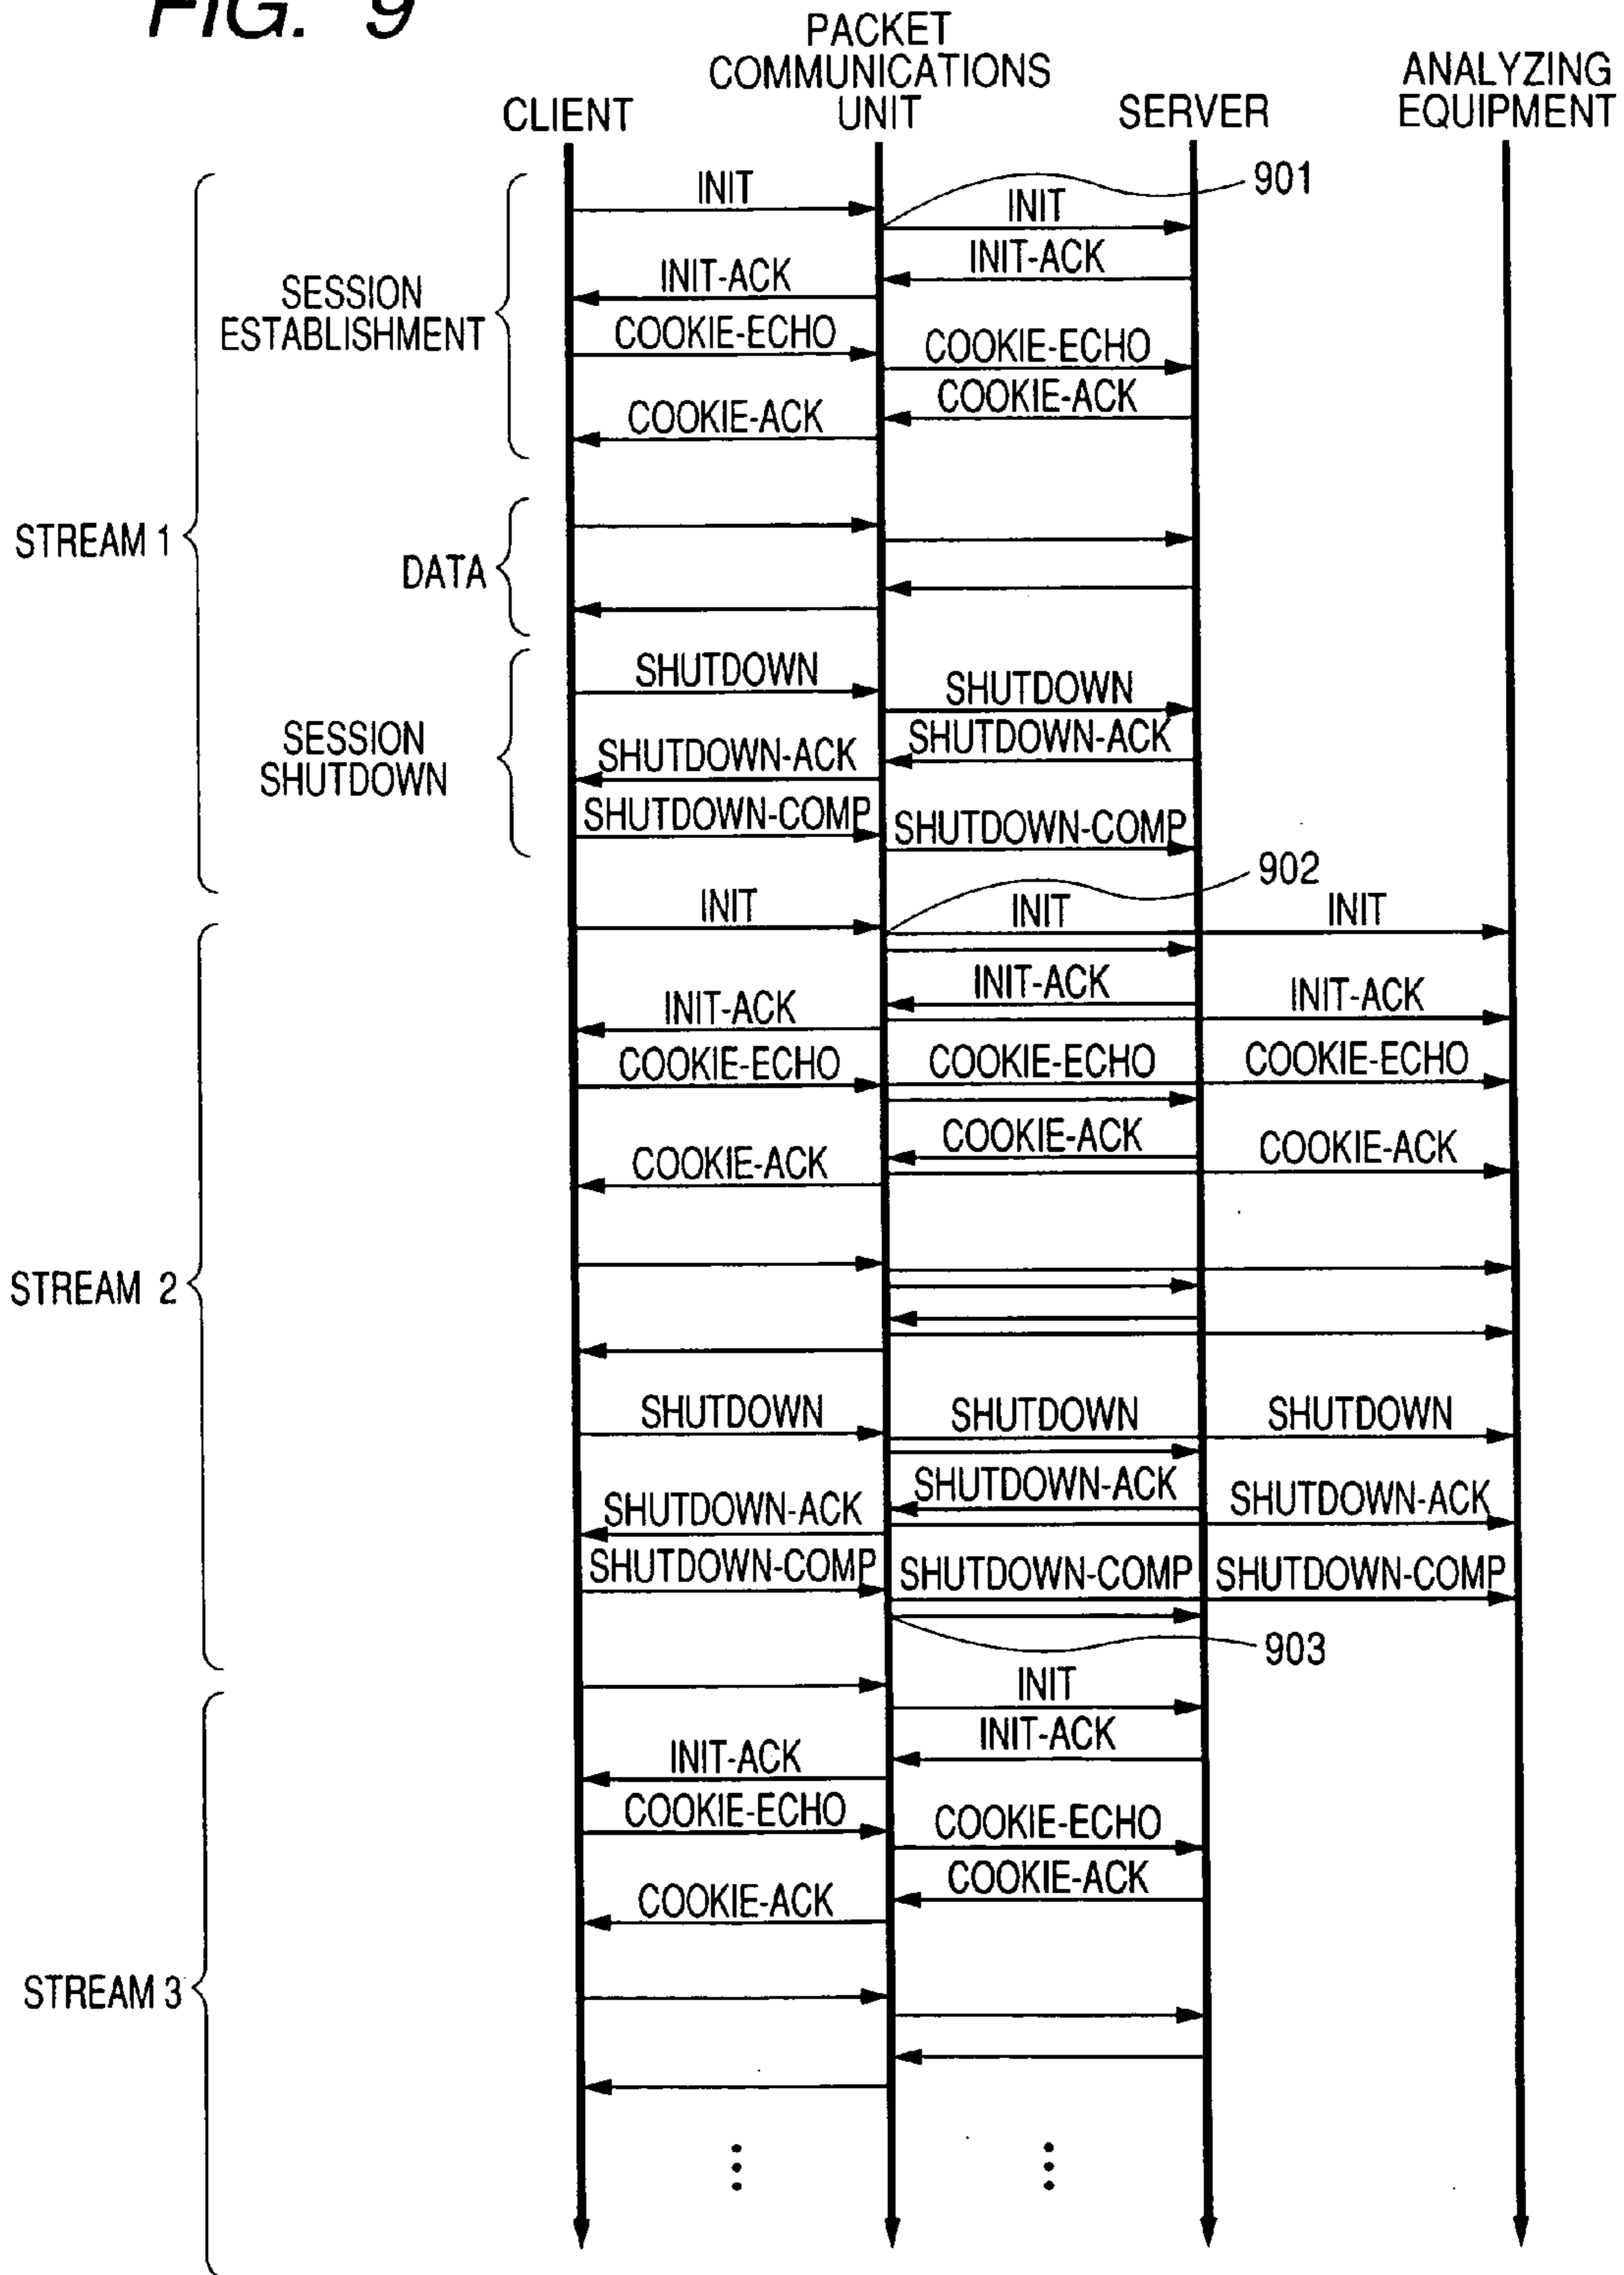 FIG. 9
PACKET
COMMUNICATIONS
UNIT
CLIENT
SERVER
ANALYZING
EQUIPMENT
INIT
901
INIT
INIT-ACK
INIT-ACK
SESSION
ESTABLISHMENT
COOKIE-ECHO
COOKIE-ECHO
COOKIE-ACK
COOKIE-ACK
STREAM 1
DATA
SHUTDOWN
SHUTDOWN
SESSION
SHUTDOWN
SHUTDOWN-ACK
SHUTDOWN-ACK
SHUTDOWN-COMP
SHUTDOWN-COMP
902
INIT
INIT
INIT
INIT-ACK
INIT-ACK
INIT-ACK
COOKIE-ECHO
COOKIE-ECHO
COOKIE-ECHO
COOKIE-ACK
COOKIE-ACK
COOKIE-ACK
STREAM 2
SHUTDOWN
SHUTDOWN
SHUTDOWN
SHUTDOWN-ACK
SHUTDOWN-ACK
SHUTDOWN-ACK
SHUTDOWN-COMP
SHUTDOWN-COMP
SHUTDOWN-COMP
903
INIT
INIT-ACK
INIT-ACK
COOKIE-ECHO
COOKIE-ECHO
COOKIE-ACK
COOKIE-ACK
STREAM 3